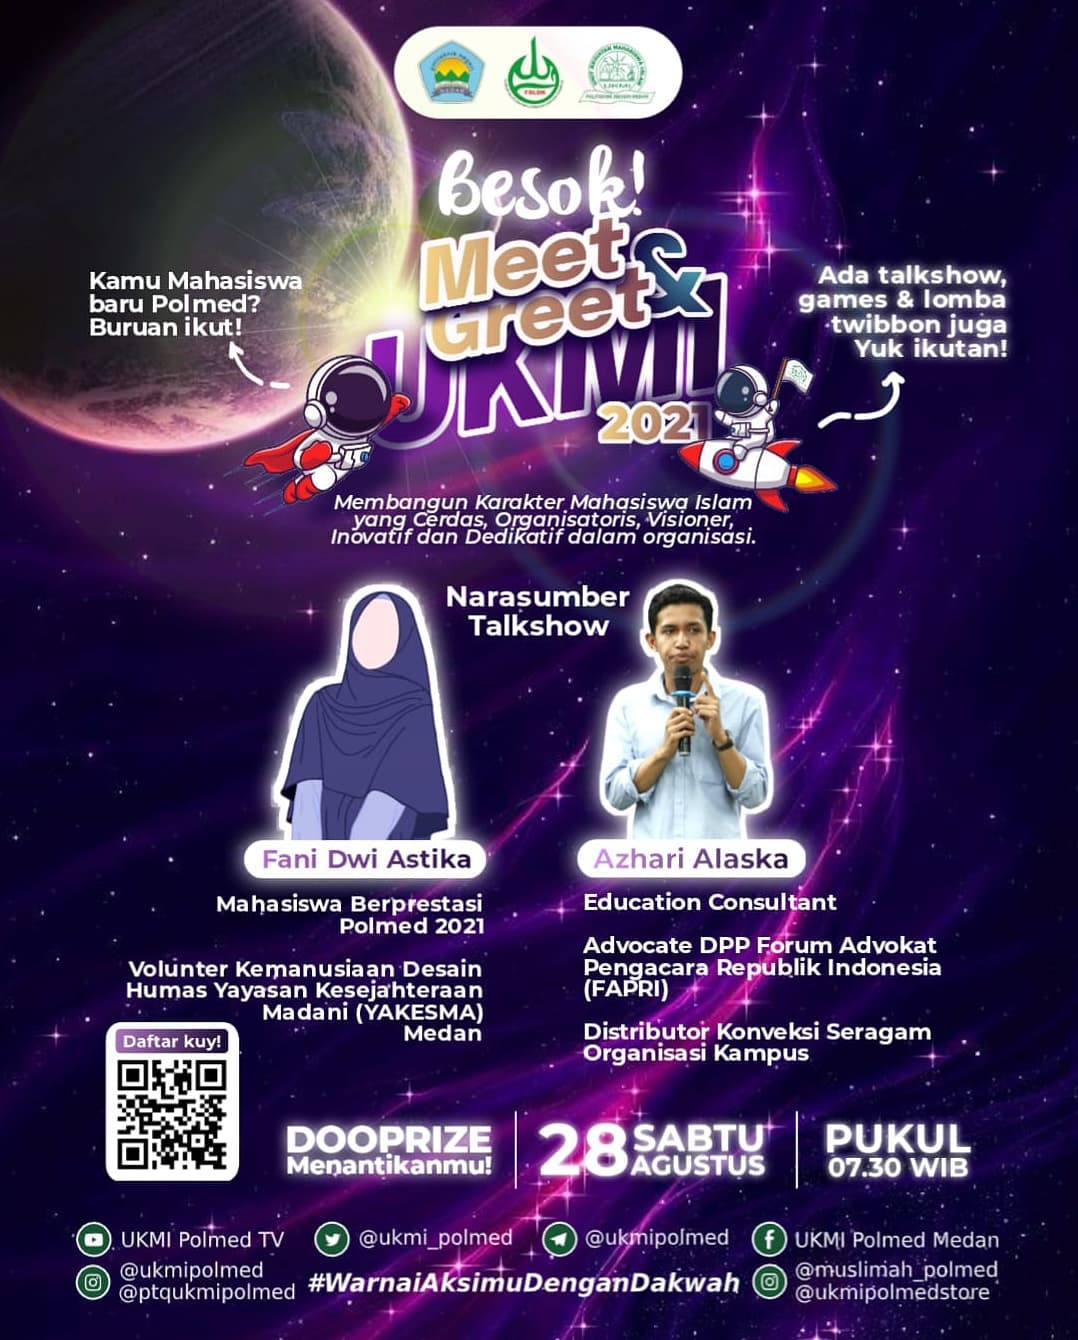 Besok!
Meet &
Greet
UKMI
2021
Kamu Mahasiswa
baru Polmed?
Buruan ikut!
Ada talkshow,
games & lomba
twibbon juga
Yuk ikutan!
Membangun Karakter Mahasiswa Islam
yang Cerdas, Organisatoris, Visioner,
Inovatif dan Dedikatif dalam organisasi.
Narasumber
Talkshow
Fani Dwi Astika
Mahasiswa Berprestasi
Polmed 2021
Volunter Kemanusiaan Desain
Humas Yayasan Kesejahteraan
Madani (YAKESMA)
Medan
Azhari Alaska
Education Consultant
Advocate DPP Forum Advokat
Pengacara Republik Indonesia
(FAPRI)
Distributor Konveksi Seragam
Organisasi Kampus
Daftar kuy!
DOOPRIZE
Menantikanmu!
28 SABTU
AGUSTUS
PUKUL
07.30 WIB
UKMI Polmed TV
@ukmi_polmed
@ukmipolmed
UKMI Polmed Medan
@ukmipolmed
@ptqukmipolmed
#WarnaiAksimuDenganDakwah
@muslimah_polmed
@ukmipolmedstore